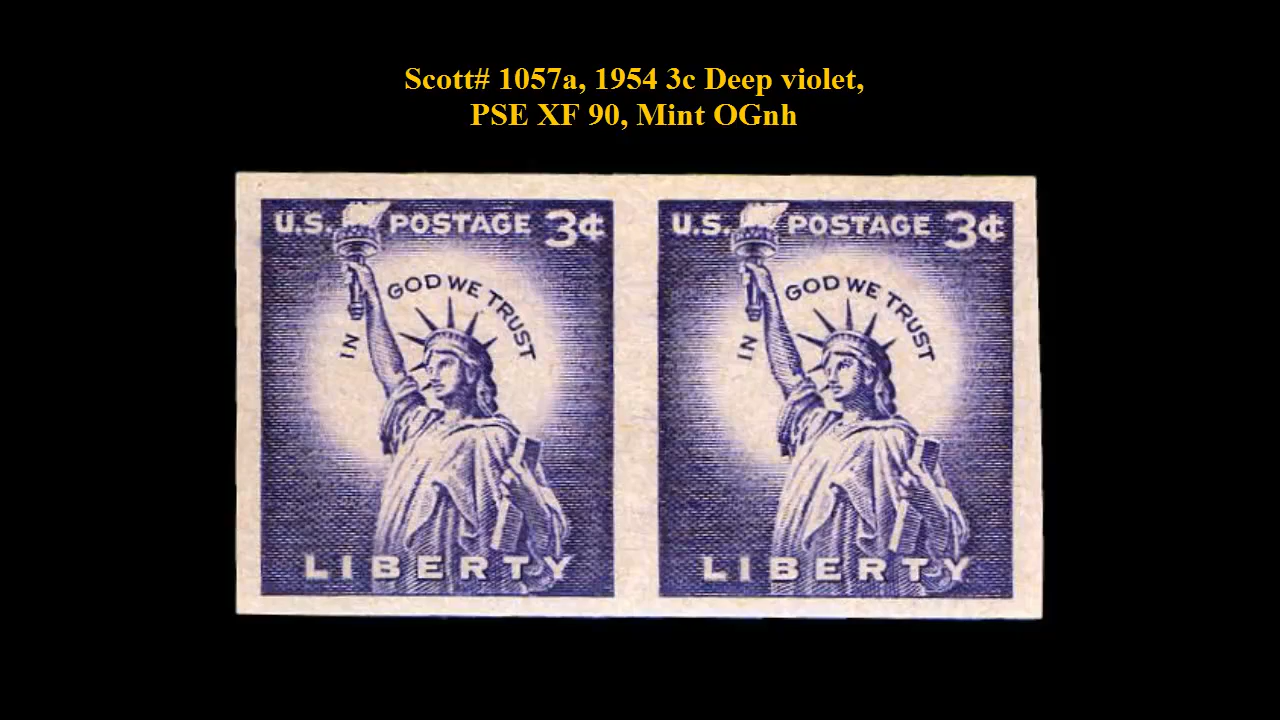 Scott# 1057a, 1954 3c Deep violet,
PSE XF 90, Mint OGnh
U.S. POSTAGE 3¢
IN GOD WE TRUST
LIBERTY
U.S. POSTAGE 3¢
IN GOD WE TRUST
LIBERTY